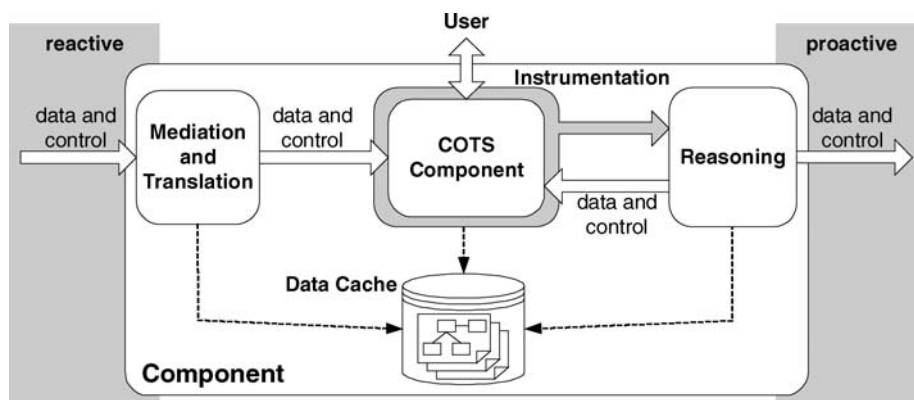 User
reactive
proactive
Instrumentation
data and
control
Mediation
and
Translation
data and
control
COTS
Component
Reasoning
data and
control
data and
control
Data Cache
Component